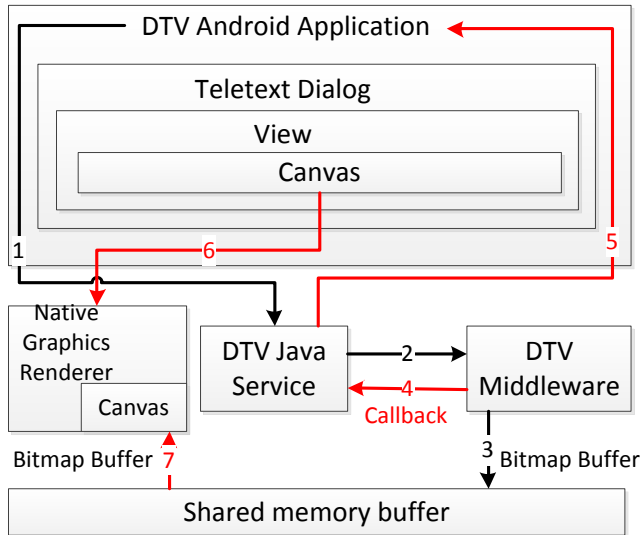 DTV Android Application
Teletext Dialog
View
Canvas
1
6
5
Native
Graphics
Renderer
Canvas
DTV Java
Service
2
4
Callback
DTV
Middleware
Bitmap Buffer 7
3
Bitmap Buffer
Shared memory buffer